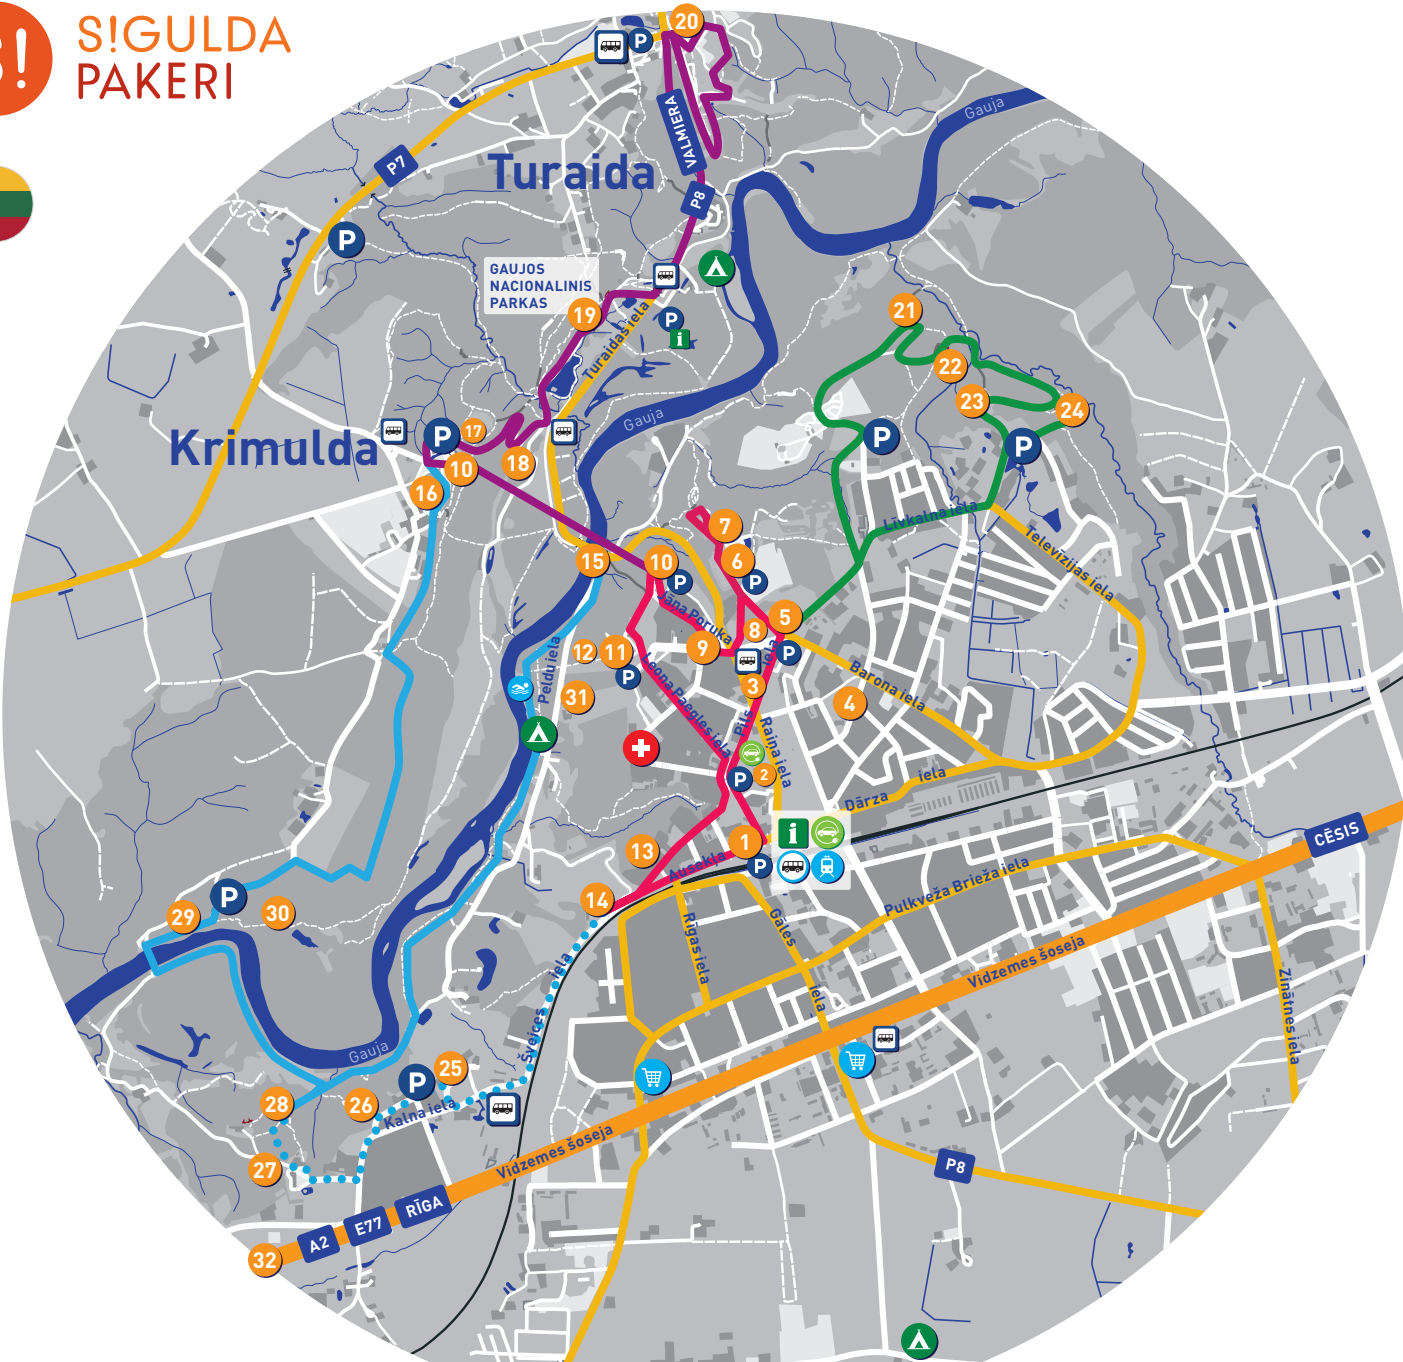 S!GULDA
PAKERI
S!
20
P
VALMIERA
Gauja
P7
Turaida
P8
P
GAUJOS
NACIONALINIS
PARKAS
19
P
i
Turaidas iela
21
22
23
24
Gauja
Krimulda
P
17
10
18
16
P
P
Līvkalna iela
Televīzijas iela
7
6
P
15
10
P
Jāņa Poruka
5
8
9
P
iela
12
11
P
Peldu iela
31
Leona Paegles iela
3
Pils
Raiņa iela
4
Barona iela
P
2
Dārza
iela
i
1
P
13
Ausekļa
14
CĒSIS
Pulkveža Brieža iela
Vidzemes šoseja
Rīgas iela
Gāles
iela
Zinātnes iela
29
P
30
Gauja
Šveices
iela
25
P
26
Kalna iela
28
27
Vidzemes šoseja
P8
32
A2
E77
RĪGA